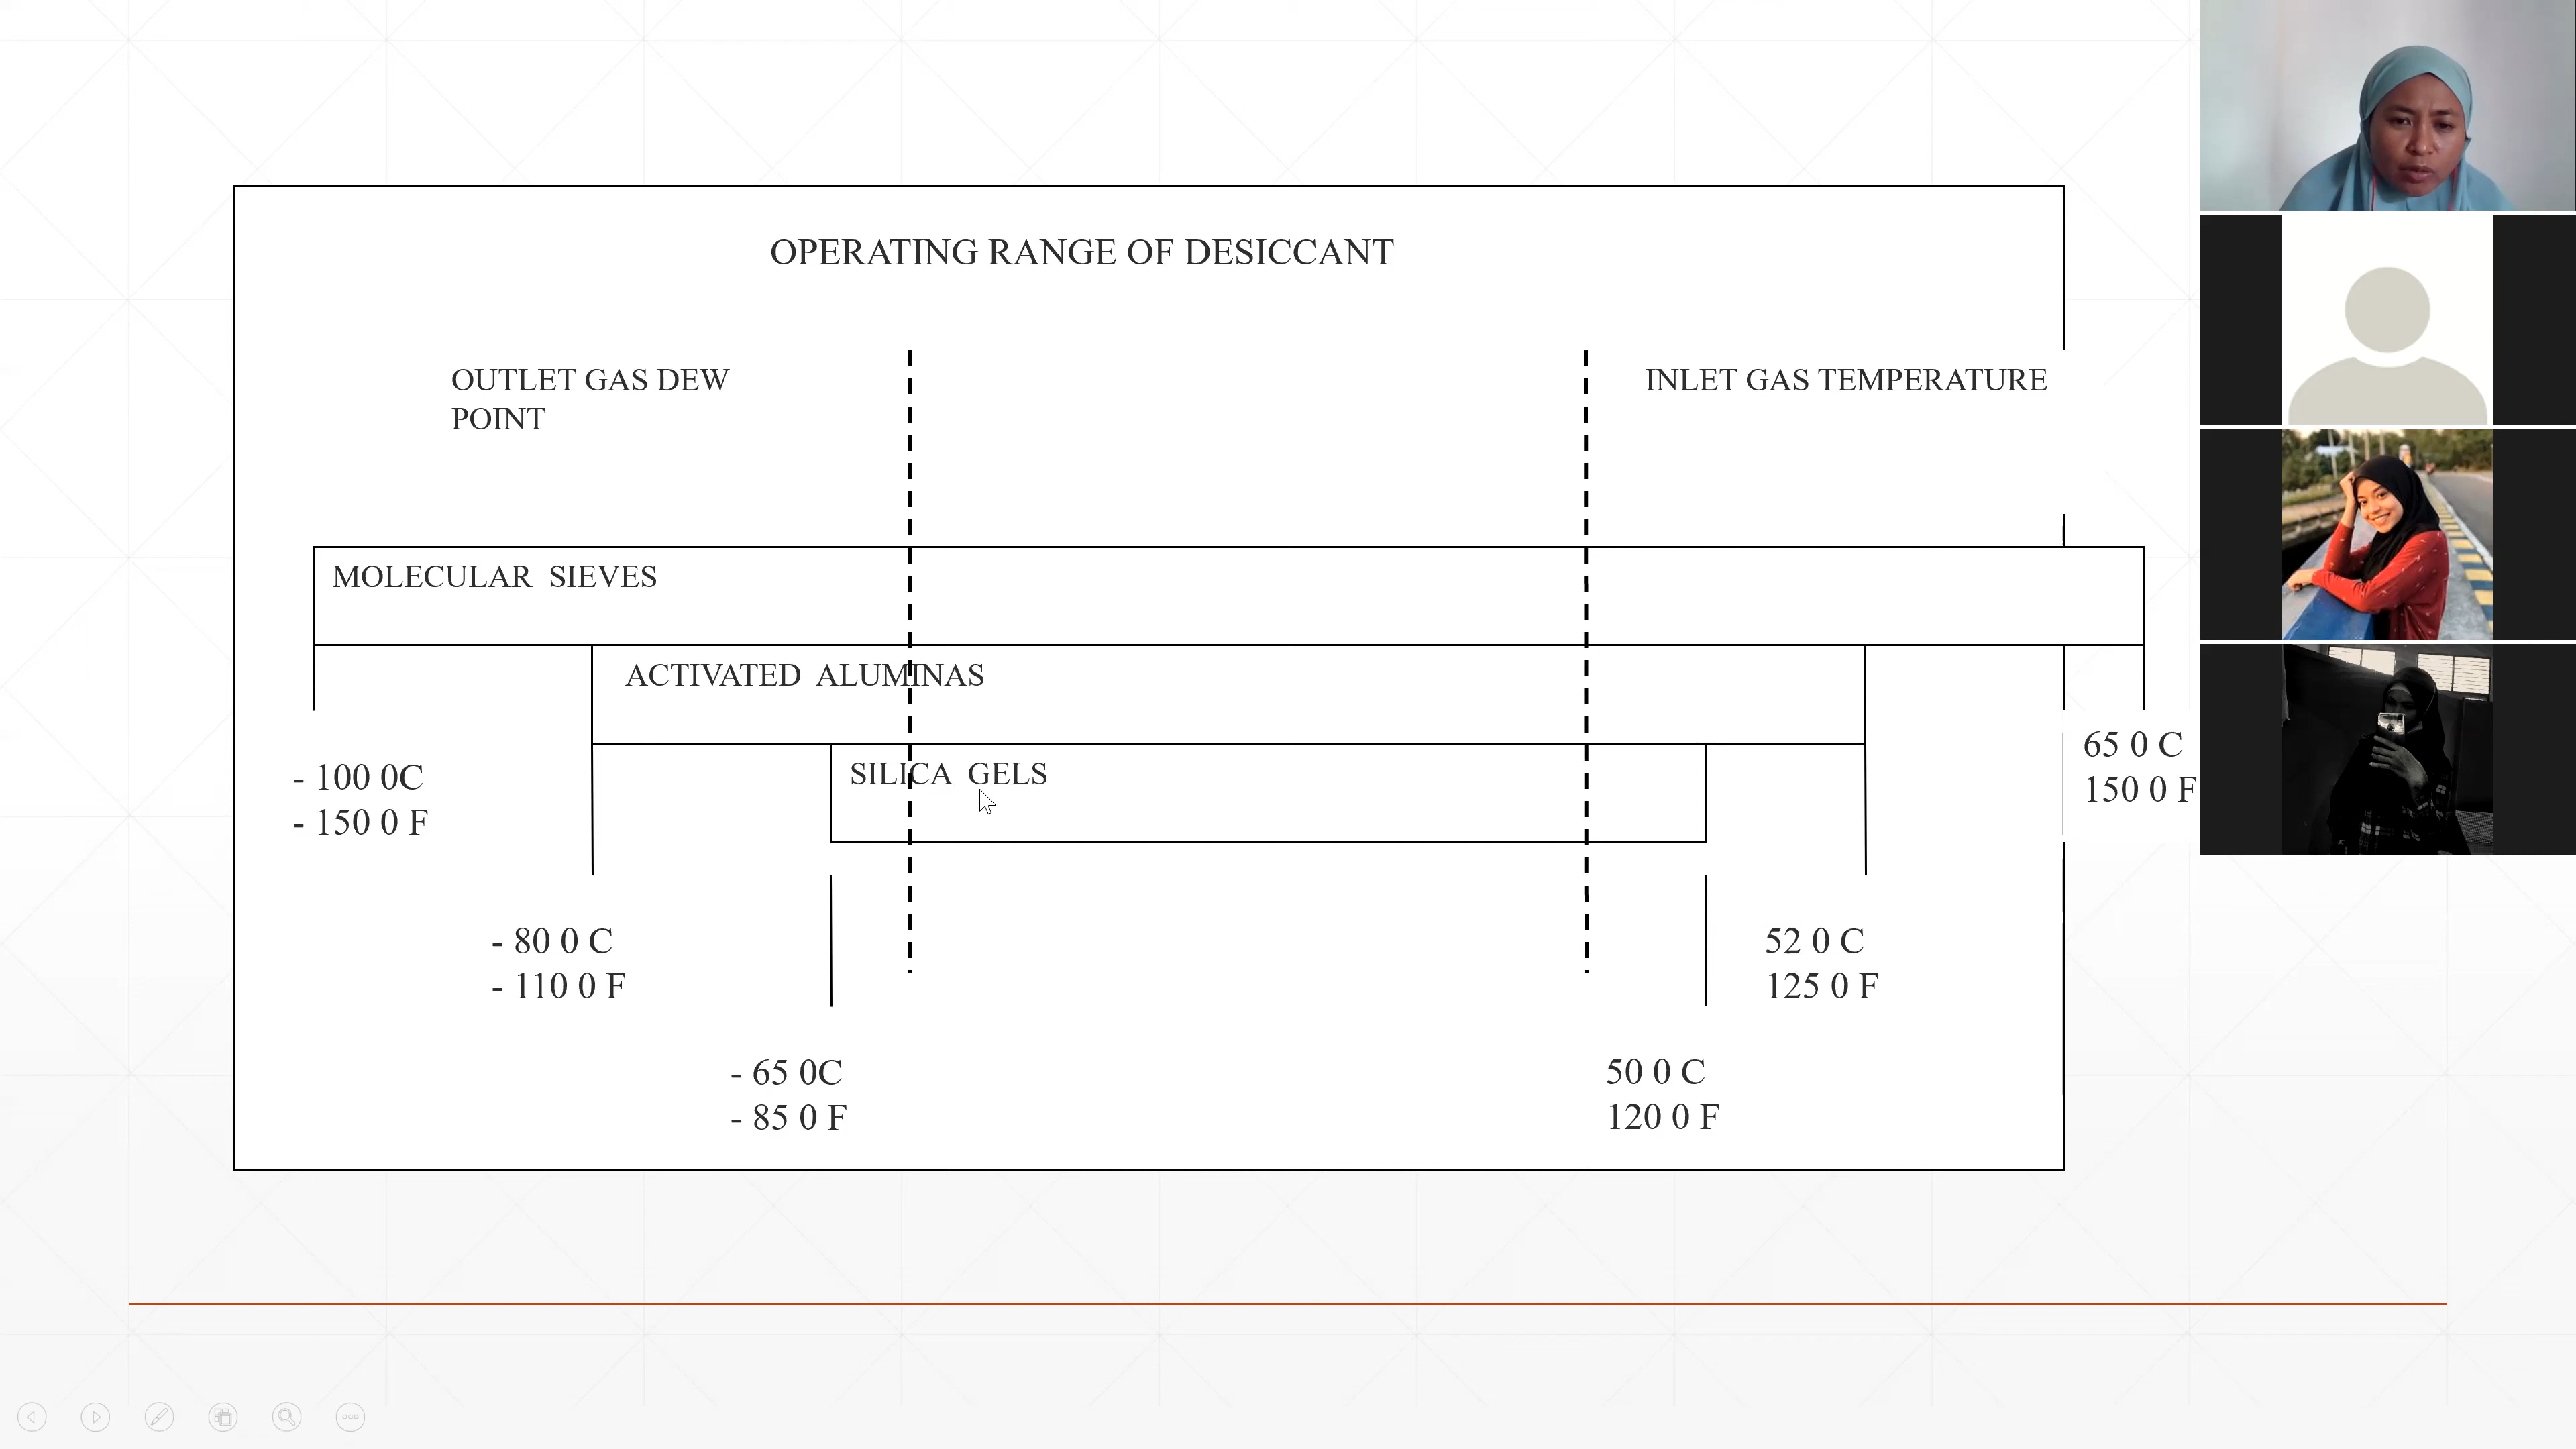 OPERATING RANGE OF DESICCANT
OUTLET GAS DEW
POINT
INLET GAS TEMPERATURE
MOLECULAR SIEVES
ACTIVATED ALUMINAS
SILICA GELS
- 100 0C
- 150 0 F
65 0 C
150 0 F
- 80 0 C
- 110 0 F
52 0 C
125 0 F
- 65 0C
- 85 0 F
50 0 C
120 0 F